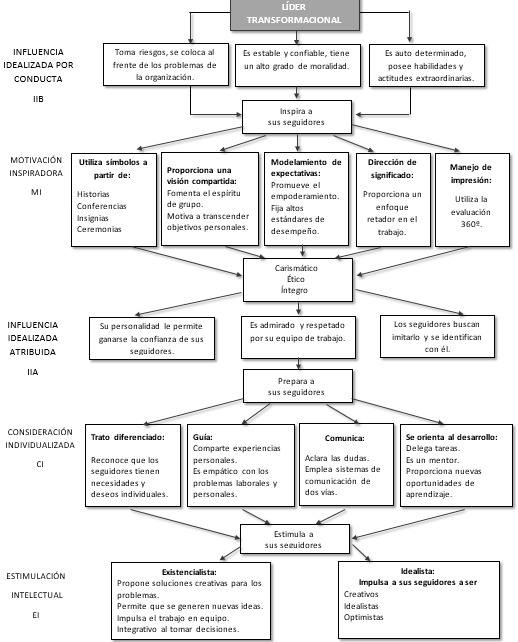 LÍDER
TRANSFORMACIONAL
INFLUENCIA
IDEALIZADA POR
CONDUCTA
IIB
Toma riesgos, se coloca al
frente de los problemas de
la organización.
Es estable y confiable, tiene
un alto grado de moralidad.
Es auto determinado,
posee habilidades y
actitudes extraordinarias.
Inspira a
sus seguidores
MOTIVACIÓN
INSPIRADORA
MI
Utiliza símbolos a
partir de:
Historias
Conferencias
Insignias
Ceremonias
Proporciona una
visión compartida:
Fomenta el espíritu
de grupo.
Motiva a transcender
objetivos personales.
Modelamiento de
expectativas:
Promueve el
empoderamiento.
Fija altos
estándares de
desempeño.
Dirección de
significado:
Proporciona un
enfoque
retador en el
trabajo.
Manejo de
impresión:
Utiliza la
evaluación
360º.
Carismático
Ético
Íntegro
INFLUENCIA
IDEALIZADA
ATRIBUIDA
IIA
Su personalidad le permite
ganarse la confianza de sus
seguidores.
Es admirado y respetado
por su equipo de trabajo.
Los seguidores buscan
imitarlo y se identifican
con él.
Prepara a
sus seguidores
CONSIDERACIÓN
INDIVIDUALIZADA
CI
Trato diferenciado:
Reconoce que los
seguidores tienen
necesidades y
deseos individuales.
Guía:
Comparte experiencias
personales.
Es empático con los
problemas laborales y
personales.
Comunica:
Aclara las dudas.
Emplea sistemas de
comunicación de
dos vías.
Se orienta al desarrollo:
Delega tareas.
Es un mentor.
Proporciona nuevas
oportunidades de
aprendizaje.
Estimula a
sus seguidores
ESTIMULACIÓN
INTELECTUAL
EI
Existencialista:
Propone soluciones creativas para los
problemas.
Permite que se generen nuevas ideas.
Impulsa el trabajo en equipo.
Integrativo al tomar decisiones.
Idealista:
Impulsa a sus seguidores a ser
Creativos
Idealistas
Optimistas